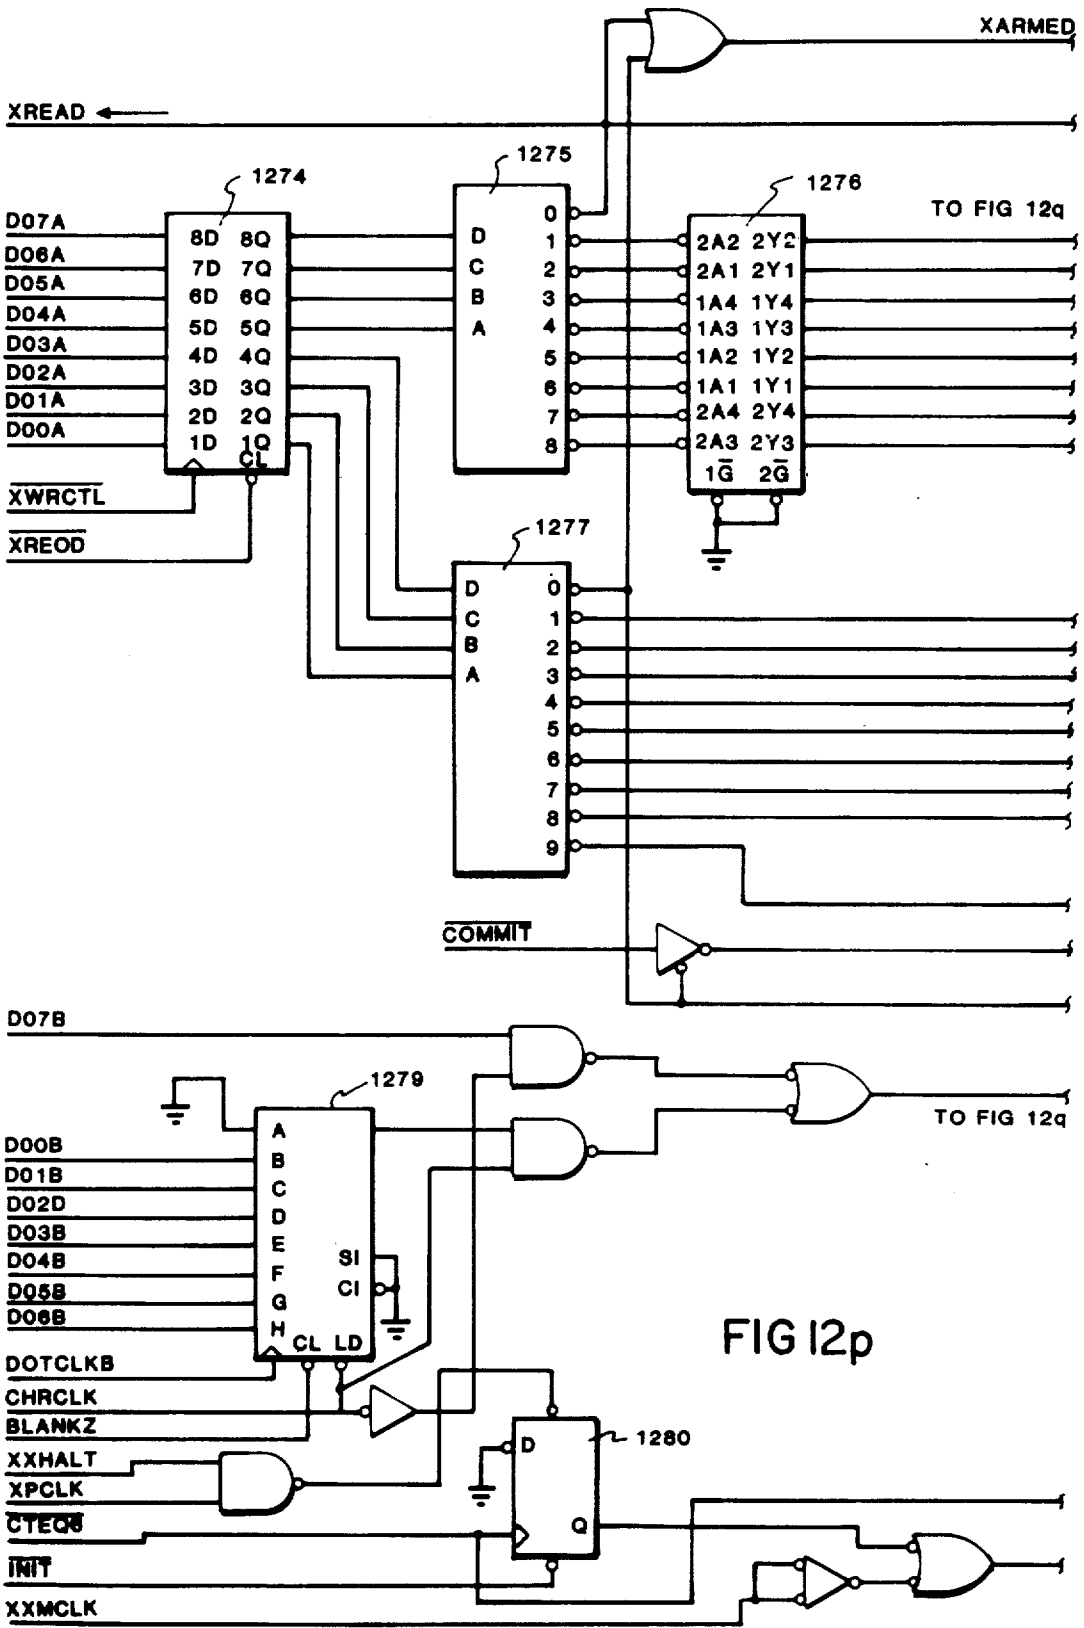 XARMED
XREAD
1275
1274
1276
TO FIG 12q
D07A
D06A
D05A
D04A
D03A
D02A
D01A
D00A
8D 8Q
7D 7Q
6D 6Q
5D 5Q
4D 4Q
3D 3Q
2D 2Q
1D 1Q
CL
D
C
B
A
0
1
2
3
4
5
6
7
8
2A2 2Y2
2A1 2Y1
1A4 1Y4
1A3 1Y3
1A2 1Y2
1A1 1Y1
2A4 2Y4
2A3 2Y3
1G 2G
XWRCTL
XREOD
1277
D
C
B
A
0
1
2
3
4
5
6
7
8
9
COMMIT
D07B
1279
TO FIG 12q
D00B
D01B
D02D
D03B
D04B
D05B
D06B
A
B
C
D
E
F
G
H
SI
CI
CL LD
FIG 12p
DOTCLKB
CHRCLK
BLANKZ
XXHALT
XPCLK
CTEQ6
INIT
XXMCLK
D
Q
1280